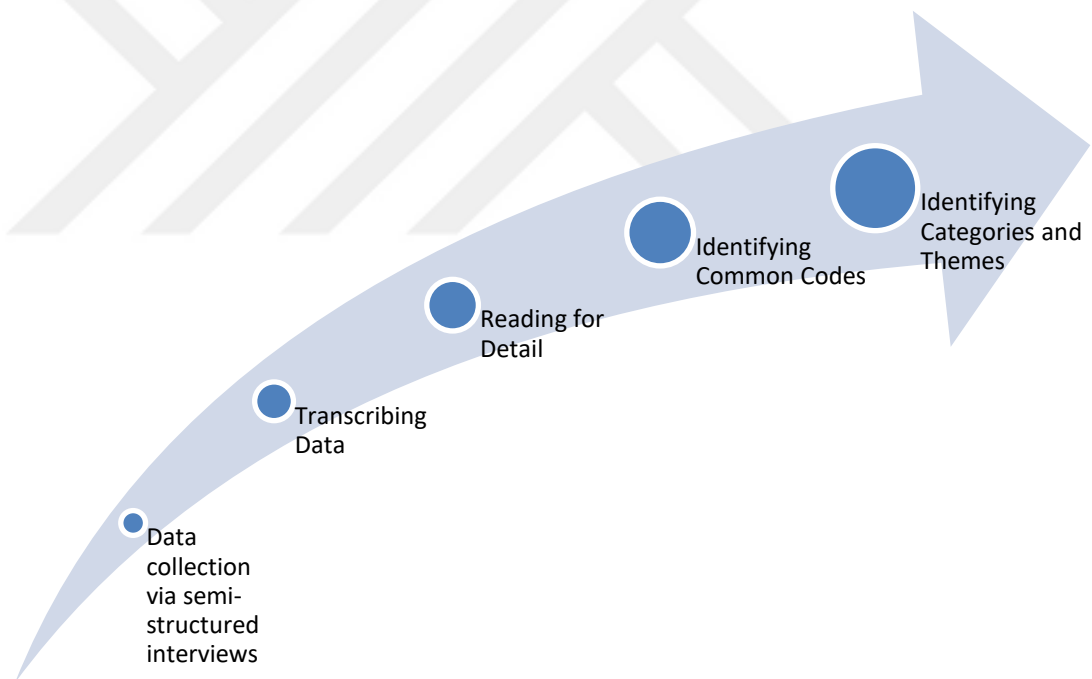 Data
collection
via semi-
structured
interviews
Transcribing
Data
Reading for
Detail
Identifying
Common Codes
Identifying
Categories and
Themes